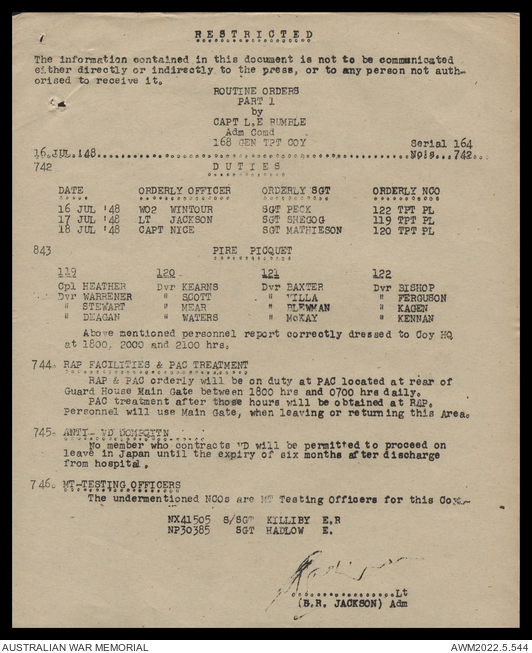 RESTRICTED
The information contained in this document is not to be communicated
either directly or indirectly to the press, or to any person not auth-
orised to receive it.
ROUTINE ORDERS
PART 1
by
CAPT L.E RUMBLE
Adm Comd
168 GEN TPT COY
Serial 164
16 JUL '48 Nois. 742
742 DUTIES
DATE ORDERLY OFFICER ORDERLY SGT ORDERLY NCO
16 JUL '48 WO2 WINTOUR SGT PECK 122 TPT PL
17 JUL '48 LT JACKSON SGT SHEGOG 119 TPT PL
18 JUL '48 CAPT NICE SGT MATHIESON 120 TPT PL
843 FIRE PICQUET
119 120 121 122
Cpl HEATHER Dvr KEARNS Dvr BAXTER Dvr BISHOP
Dvr WARRENER " SCOTT " VILLA " FERGUSON
" STEWART " MEAR " BLEWMAN " KAGEN
" DEAGAN " WATERS " McKAY " KENNAN
Above mentioned personnel report correctly dressed to Coy HQ
at 1800, 2000 and 2100 hrs.
744. RAP FACILITIES & PAC TREATMENT
RAP & PAC orderly will be on duty at PAC located at rear of
Guard House Main Gate between 1800 hrs and 0700 hrs daily.
PAC treatment after those hours will be obtained at RAP.
Personnel will use Main Gate, when leaving or returning this Area.
745. ANTI- VD
No member who contracts VD will be permitted to proceed on
leave in Japan until the expiry of six months after discharge
from hospital.
746. MT-TESTING OFFICERS
The undermentioned NCOs are MT Testing Officers for this Coy.-
NX41505 S/SGT KILLIBY E.R
NP30385 SGT HADLOW E.
Lt
(B.R. JACKSON) Adm
AUSTRALIAN WAR MEMORIAL AWM2022.5.544